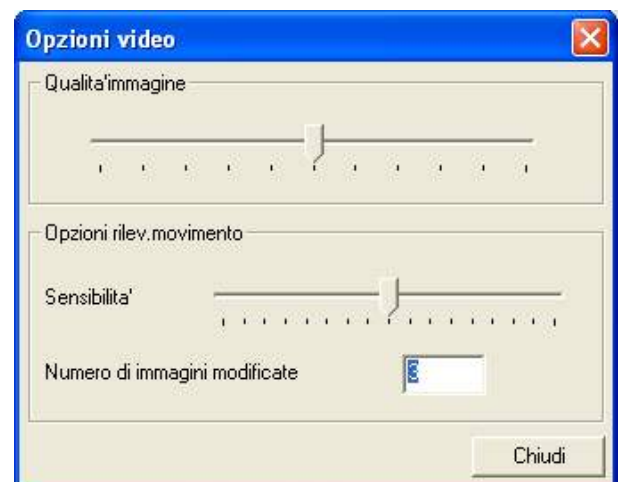 Opzioni video
Qualita'immagine
Opzioni rilev.movimento
Sensibilita'
Numero di immagini modificate 3
Chiudi